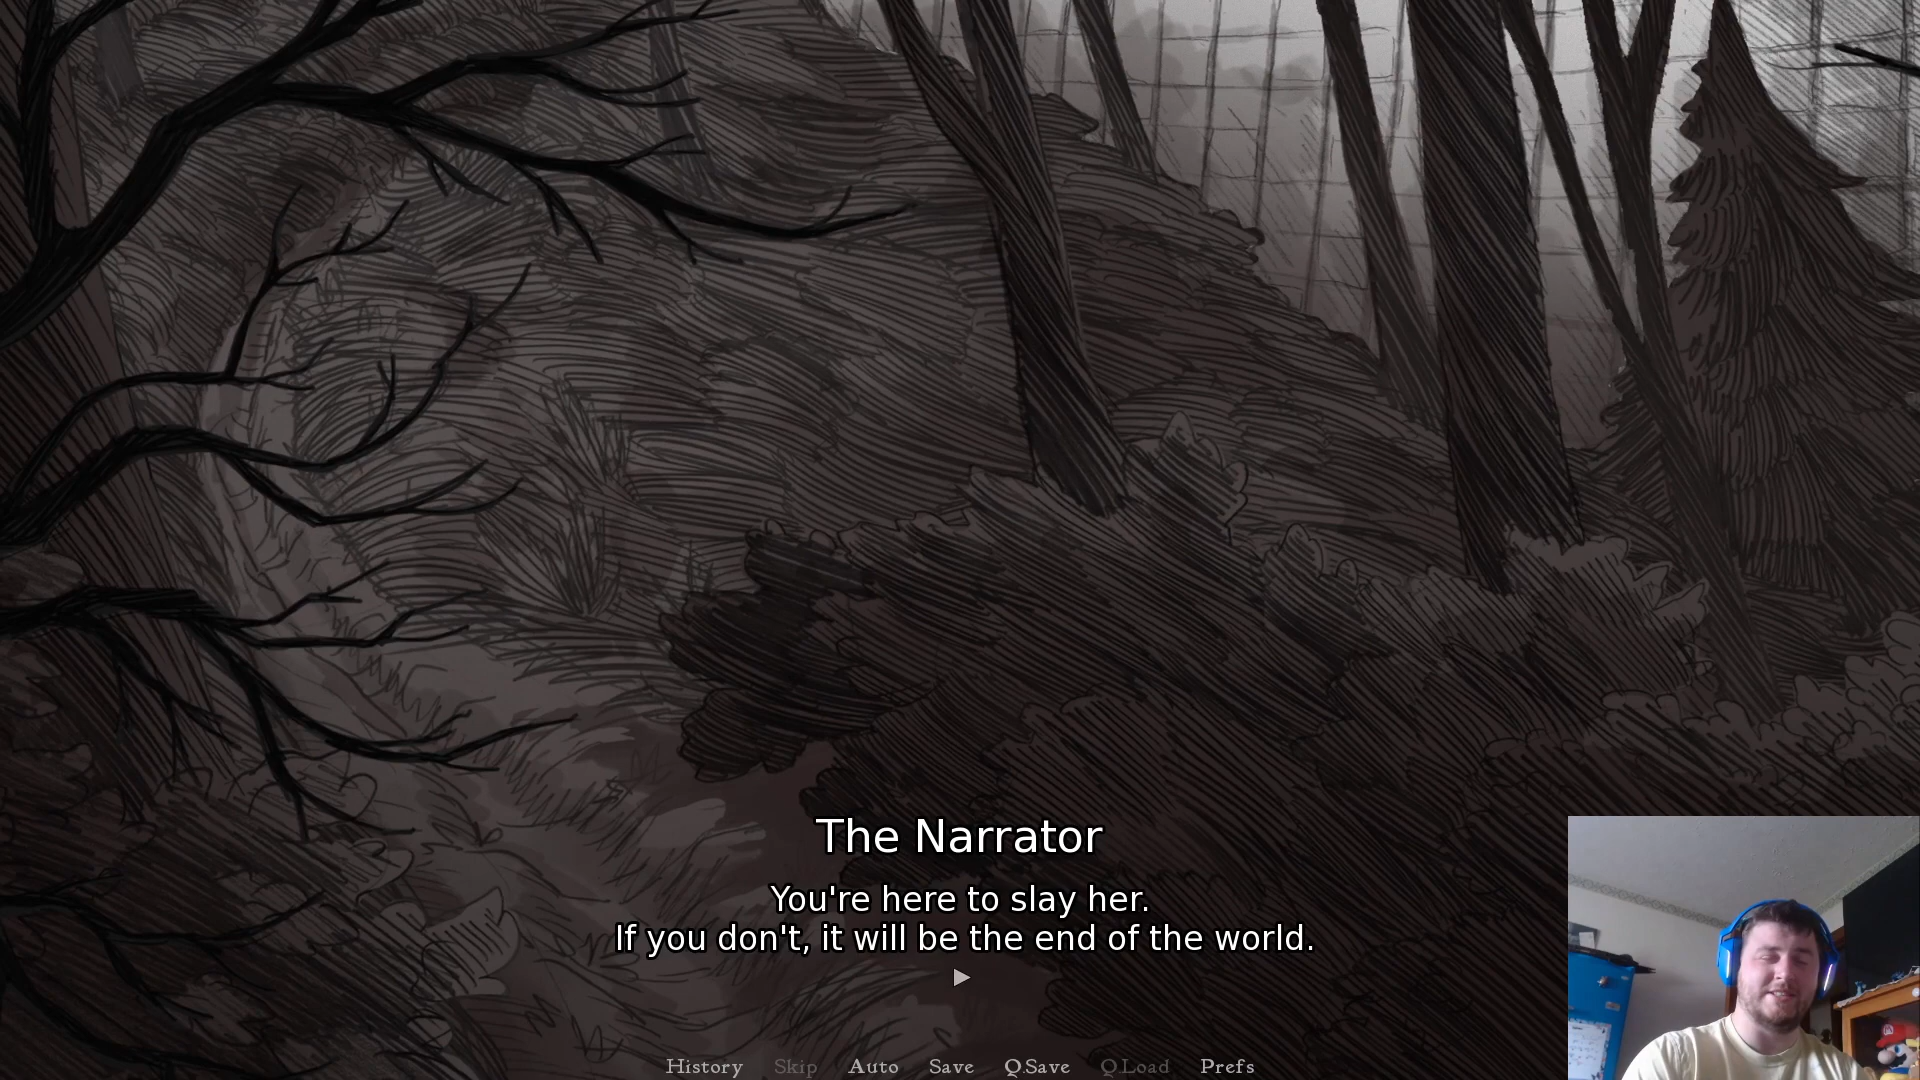 The Narrator
You're here to slay her.
If you don't, it will be the end of the world.
History Skip Auto Save Q.Save Q.Load Prefs